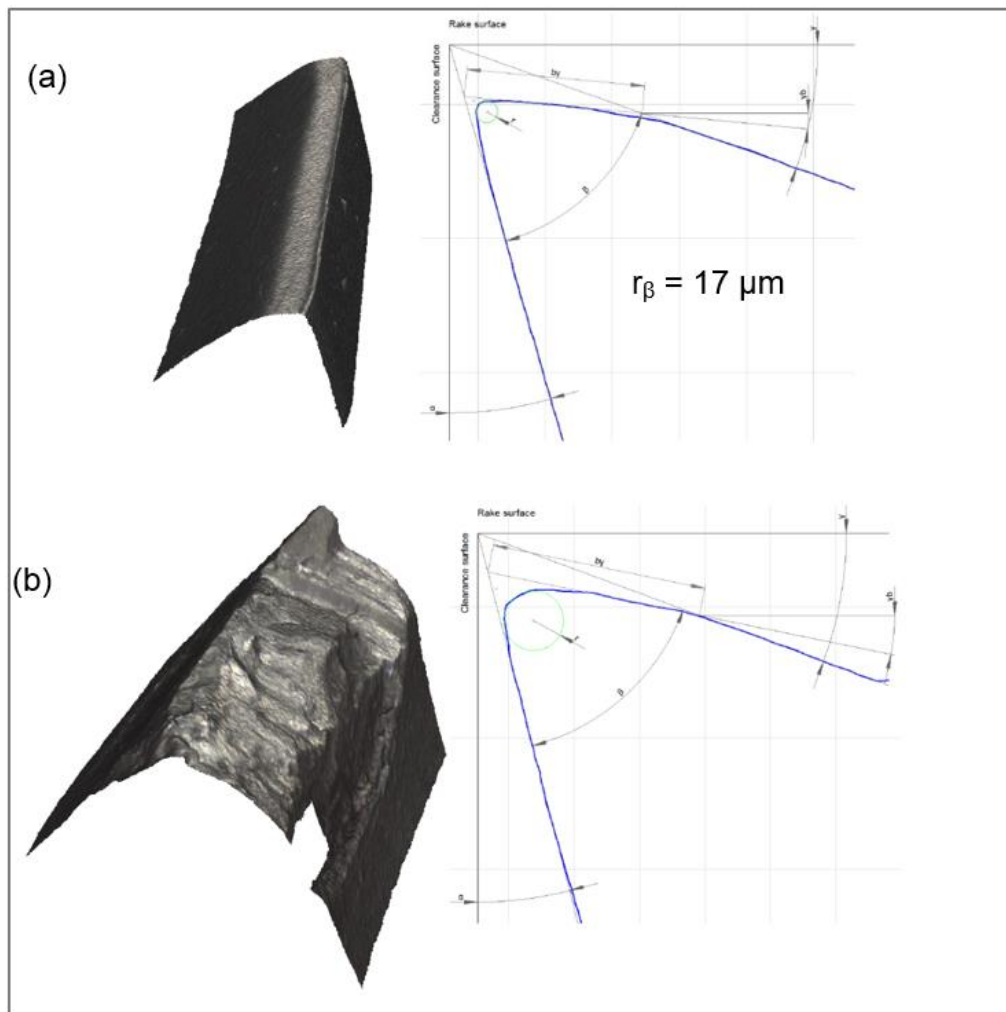 (a)
Rake surface
Clearance surface
bγ
γ
γb
r
β
rβ = 17 µm
α
(b)
Rake surface
Clearance surface
bγ
γ
γb
r
β
α